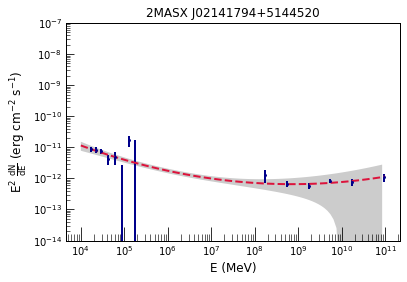 2MASX J02141794+5144520
E² dN/dE (erg cm⁻² s⁻¹)
10⁻⁷
10⁻⁸
10⁻⁹
10⁻¹⁰
10⁻¹¹
10⁻¹²
10⁻¹³
10⁻¹⁴
10⁴ 10⁵ 10⁶ 10⁷ 10⁸ 10⁹ 10¹⁰ 10¹¹
E (MeV)